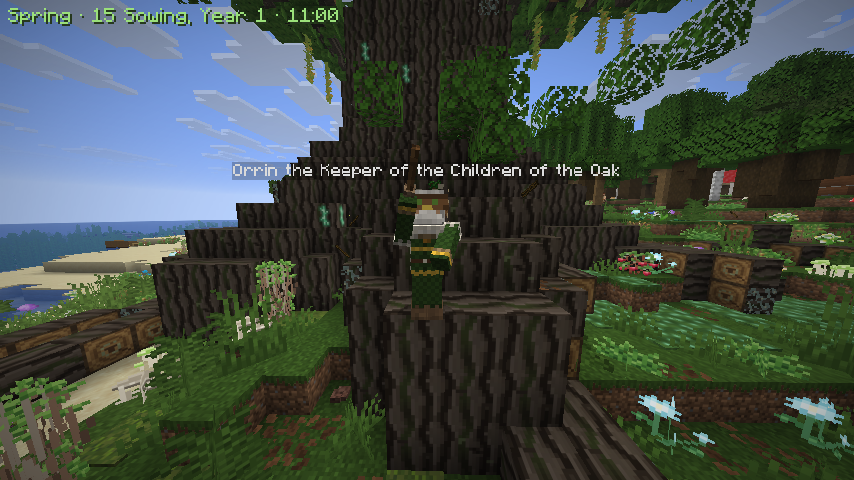 Spring · 15 Sowing, Year 1 · 11:00
Orrin the Keeper of the Children of the Oak